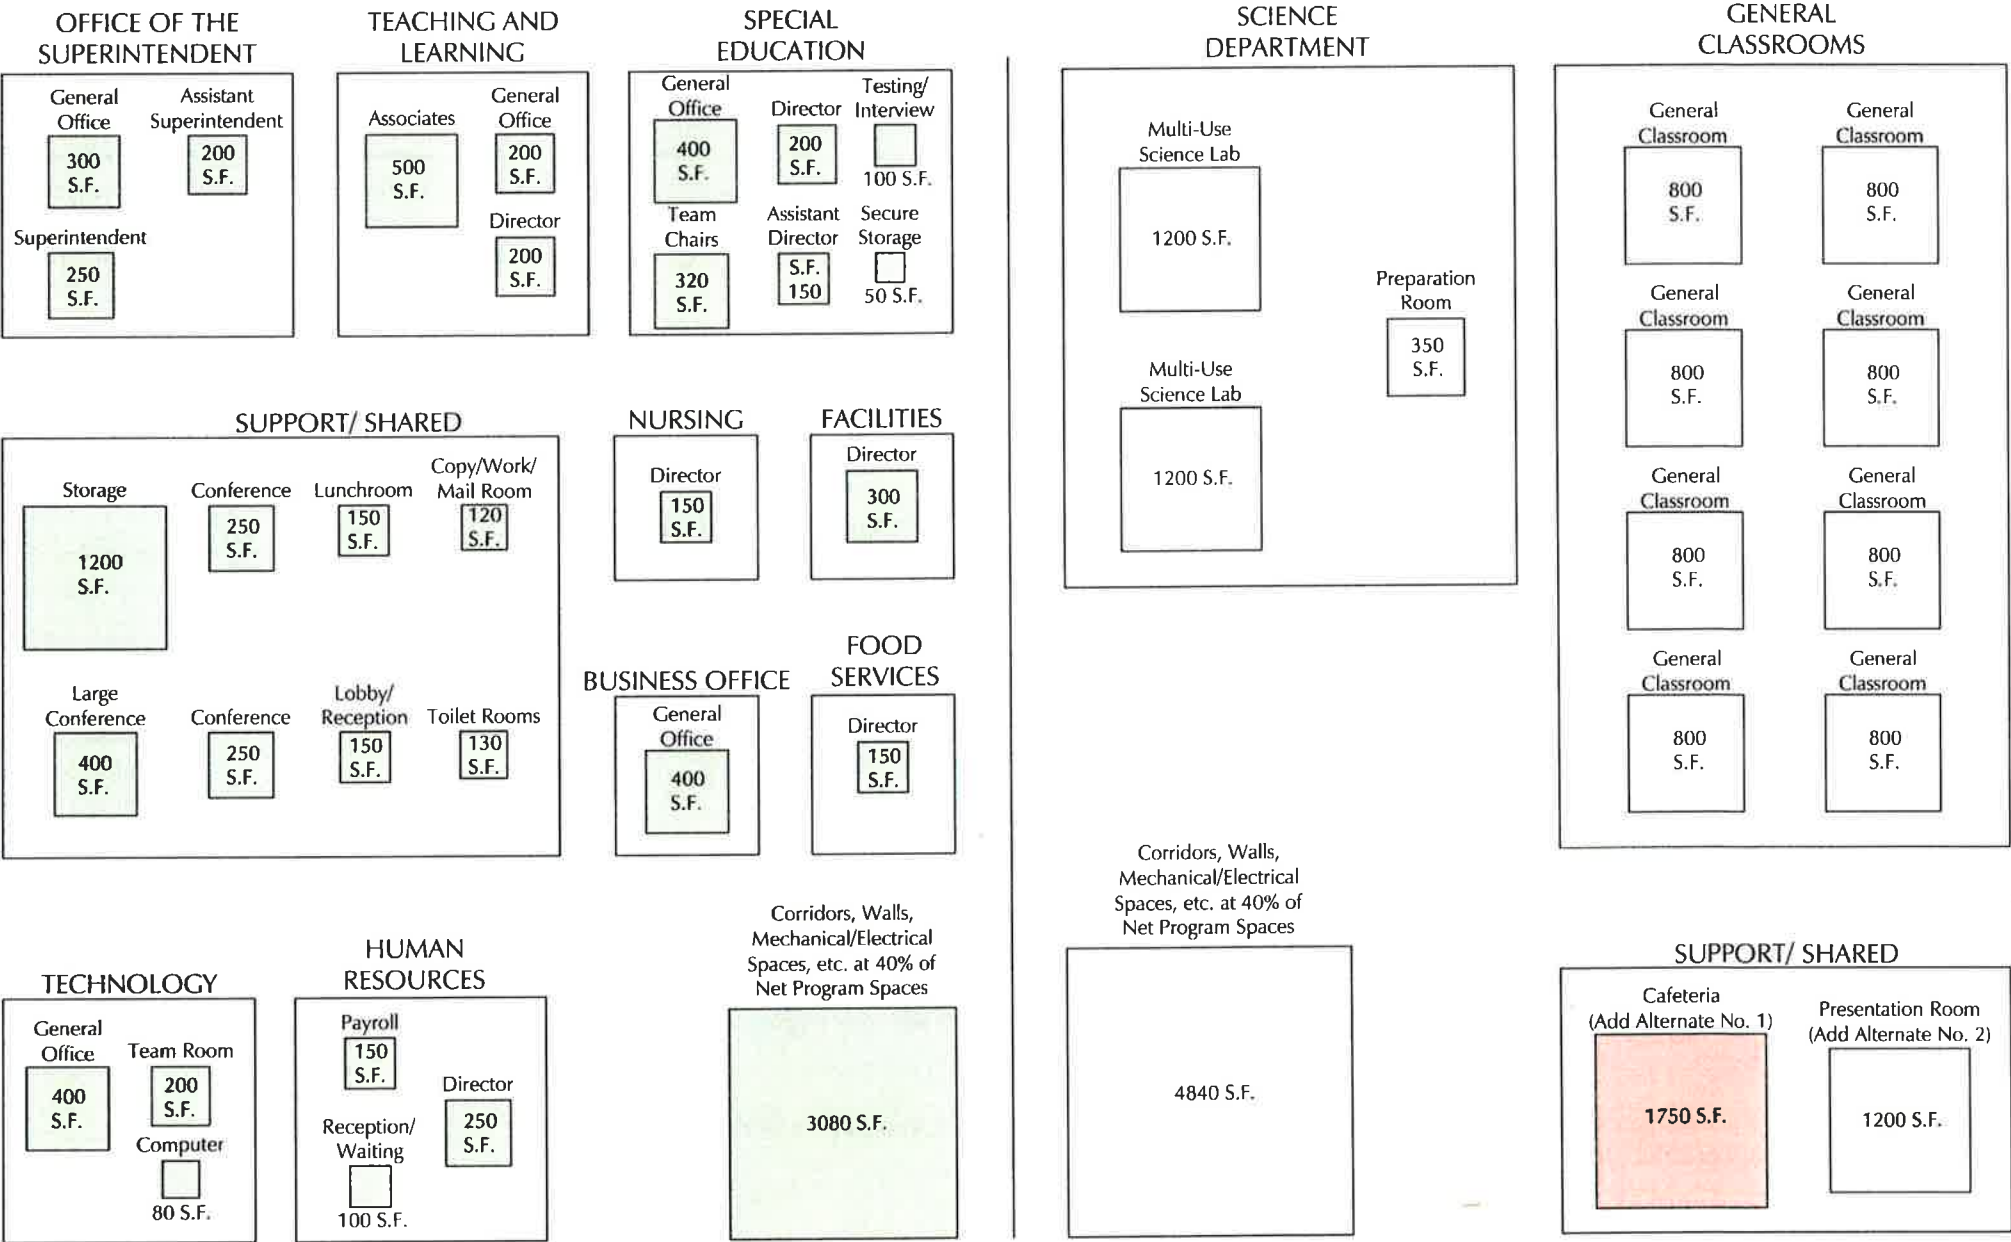 OFFICE OF THE
SUPERINTENDENT
General
Office
300
S.F.
Assistant
Superintendent
200
S.F.
Superintendent
250
S.F.
TEACHING AND
LEARNING
Associates
500
S.F.
General
Office
200
S.F.
Director
200
S.F.
SPECIAL
EDUCATION
General
Office
400
S.F.
Director
200
S.F.
Testing/
Interview
100 S.F.
Team
Chairs
320
S.F.
Assistant
Director
S.F.
150
Secure
Storage
50 S.F.
SUPPORT/ SHARED
Storage
1200
S.F.
Conference
250
S.F.
Lunchroom
150
S.F.
Copy/Work/
Mail Room
120
S.F.
Large
Conference
400
S.F.
Conference
250
S.F.
Lobby/
Reception
150
S.F.
Toilet Rooms
130
S.F.
NURSING
Director
150
S.F.
FACILITIES
Director
300
S.F.
BUSINESS OFFICE
General
Office
400
S.F.
FOOD
SERVICES
Director
150
S.F.
TECHNOLOGY
General
Office
400
S.F.
Team Room
200
S.F.
Computer
80 S.F.
HUMAN
RESOURCES
Payroll
150
S.F.
Reception/
Waiting
100 S.F.
Director
250
S.F.
Corridors, Walls,
Mechanical/Electrical
Spaces, etc. at 40% of
Net Program Spaces
3080 S.F.
SCIENCE
DEPARTMENT
Multi-Use
Science Lab
1200 S.F.
Preparation
Room
350
S.F.
Multi-Use
Science Lab
1200 S.F.
Corridors, Walls,
Mechanical/Electrical
Spaces, etc. at 40% of
Net Program Spaces
4840 S.F.
GENERAL
CLASSROOMS
General
Classroom
800
S.F.
General
Classroom
800
S.F.
General
Classroom
800
S.F.
General
Classroom
800
S.F.
General
Classroom
800
S.F.
General
Classroom
800
S.F.
General
Classroom
800
S.F.
General
Classroom
800
S.F.
SUPPORT/ SHARED
Cafeteria
(Add Alternate No. 1)
1750 S.F.
Presentation Room
(Add Alternate No. 2)
1200 S.F.